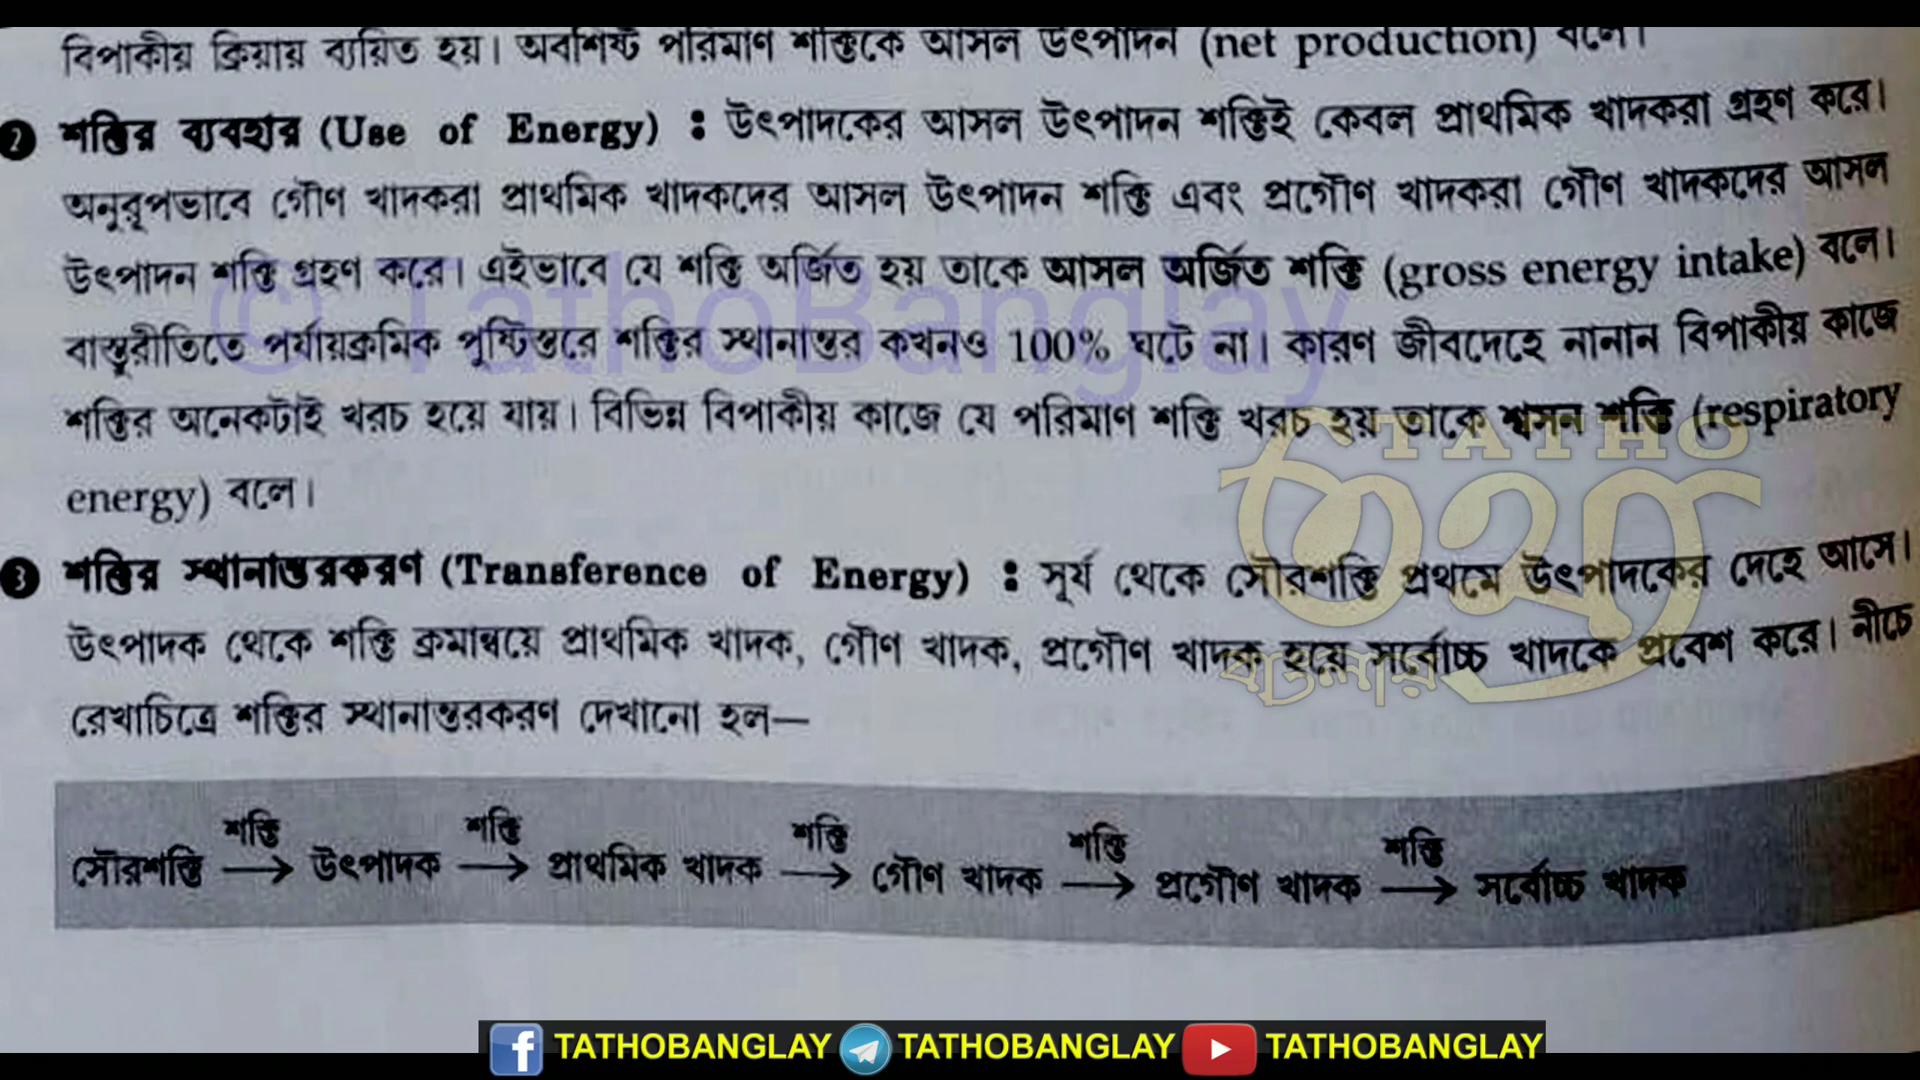 বিপাকীয় ক্রিয়ায় ব্যয়িত হয়। অবশিষ্ট পরিমাণ শক্তিকে আসল উৎপাদন (net production) বলে।
2 শক্তির ব্যবহার (Use of Energy) : উৎপাদকের আসল উৎপাদন শক্তিই কেবল প্রাথমিক খাদকরা গ্রহণ করে।
অনুরূপভাবে গৌণ খাদকরা প্রাথমিক খাদকদের আসল উৎপাদন শক্তি এবং প্রগৌণ খাদকরা গৌণ খাদকদের আসল
উৎপাদন শক্তি গ্রহণ করে। এইভাবে যে শক্তি অর্জিত হয় তাকে আসল অর্জিত শক্তি (gross energy intake) বলে।
© TathoBanglay
বাস্তুরীতিতে পর্যায়ক্রমিক পুষ্টিস্তরে শক্তির স্থানান্তর কখনও 100% ঘটে না। কারণ জীবদেহে নানান বিপাকীয় কাজে
শক্তির অনেকটাই খরচ হয়ে যায়। বিভিন্ন বিপাকীয় কাজে যে পরিমাণ শক্তি খরচ হয় তাকে শ্বসন শক্তি (respiratory
energy) বলে।
TATHO
তথ্য
বাংলায়
3 শক্তির স্থানান্তরকরণ (Transference of Energy) : সূর্য থেকে সৌরশক্তি প্রথমে উৎপাদকের দেহে আসে।
উৎপাদক থেকে শক্তি ক্রমান্বয়ে প্রাথমিক খাদক, গৌণ খাদক, প্রগৌণ খাদক হয়ে সর্বোচ্চ খাদকে প্রবেশ করে। নীচে
রেখাচিত্রে শক্তির স্থানান্তরকরণ দেখানো হল—
শক্তি শক্তি শক্তি শক্তি শক্তি
সৌরশক্তি → উৎপাদক → প্রাথমিক খাদক → গৌণ খাদক → প্রগৌণ খাদক → সর্বোচ্চ খাদক
f TATHOBANGLAY TATHOBANGLAY TATHOBANGLAY